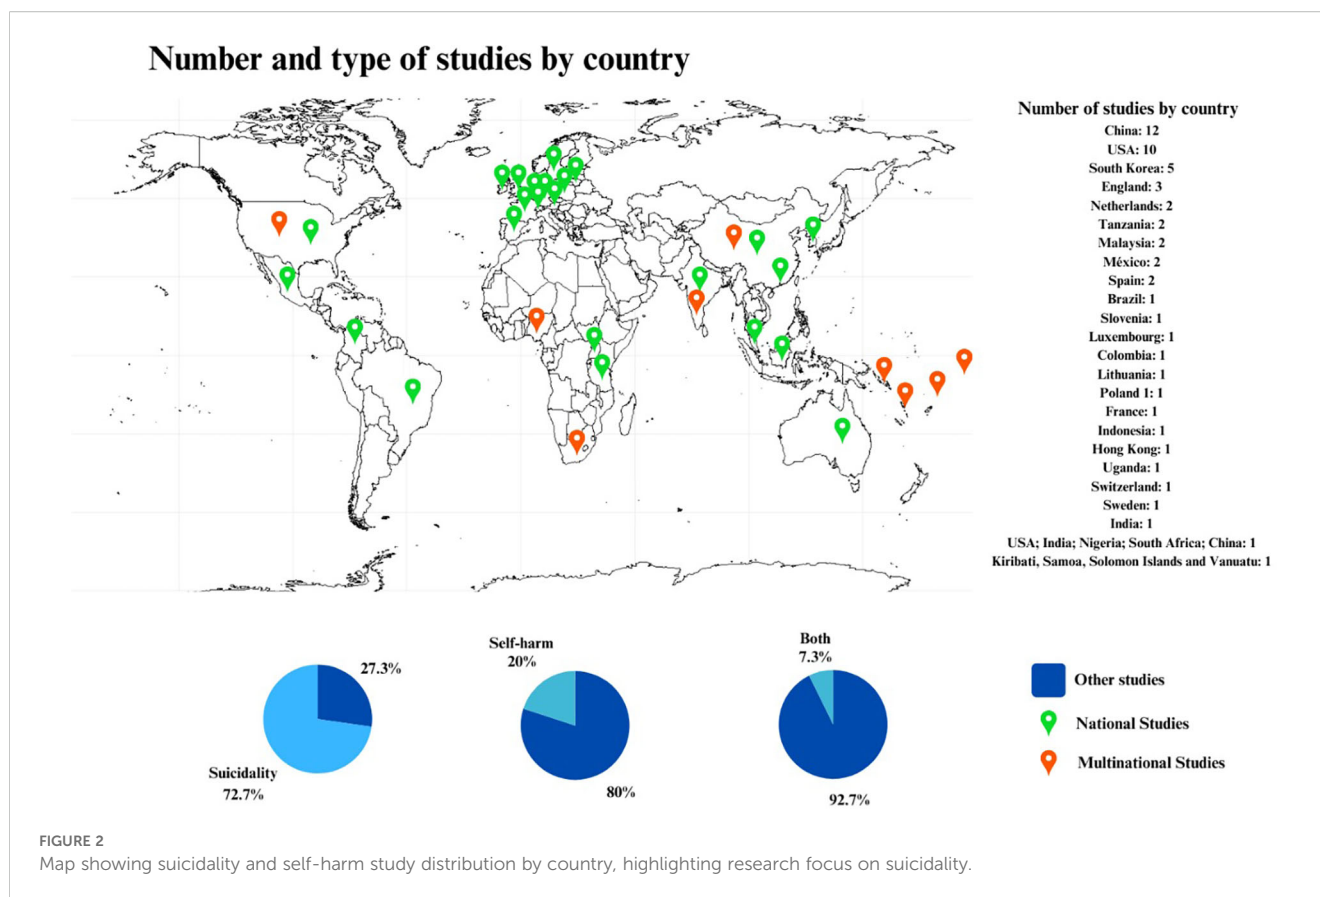 Number and type of studies by country
Number of studies by country
China: 12
USA: 10
South Korea: 5
England: 3
Netherlands: 2
Tanzania: 2
Malaysia: 2
México: 2
Spain: 2
Brazil: 1
Slovenia: 1
Luxembourg: 1
Colombia: 1
Lithuania: 1
Poland 1: 1
France: 1
Indonesia: 1
Hong Kong: 1
Uganda: 1
Switzerland: 1
Sweden: 1
India: 1
USA; India; Nigeria; South Africa; China: 1
Kiribati, Samoa, Solomon Islands and Vanuatu: 1
27.3%
Suicidality
72.7%
Self-harm
20%
80%
Both
7.3%
92.7%
Other studies
National Studies
Multinational Studies
FIGURE 2
Map showing suicidality and self-harm study distribution by country, highlighting research focus on suicidality.